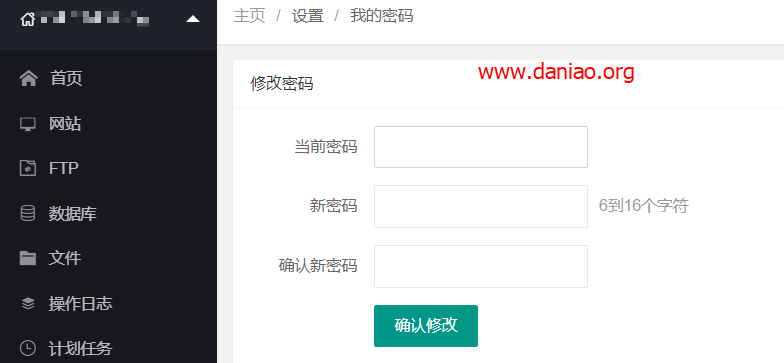 主页 / 设置 / 我的密码
首页
网站
FTP
数据库
文件
操作日志
计划任务
www.daniao.org
修改密码
当前密码
新密码 6到16个字符
确认新密码
确认修改